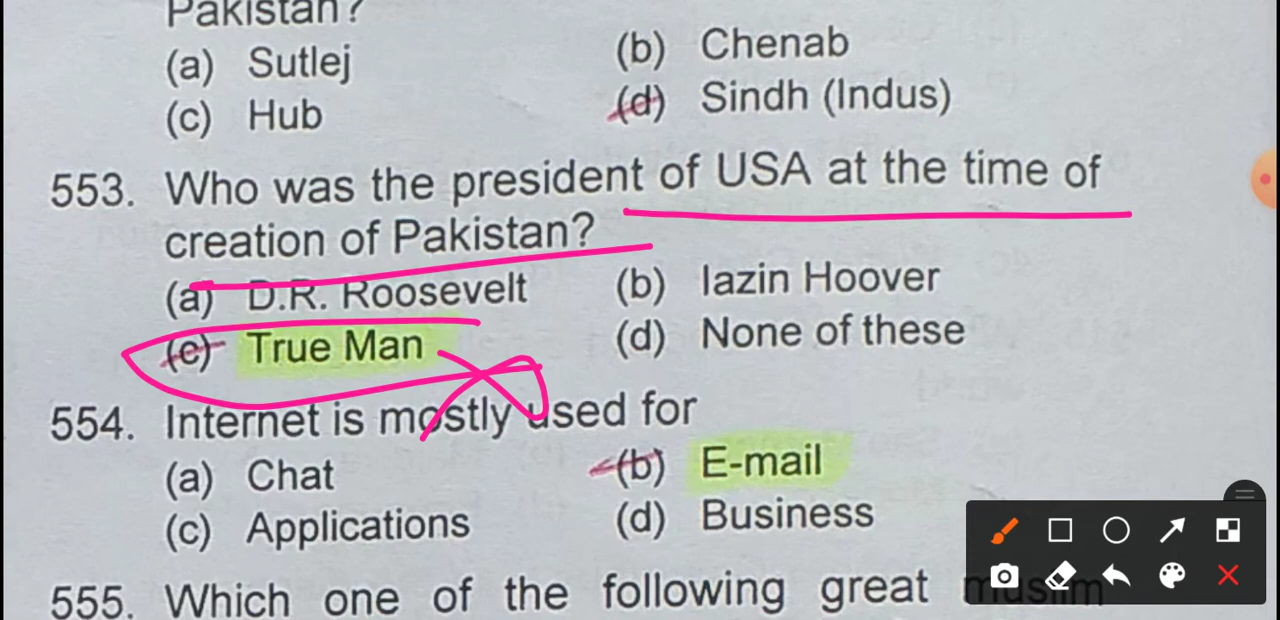 Pakistan?
(a) Sutlej (b) Chenab
(c) Hub (d) Sindh (Indus)
553. Who was the president of USA at the time of
creation of Pakistan?
(a) D.R. Roosevelt (b) Iazin Hoover
(c) True Man (d) None of these
554. Internet is mostly used for
(a) Chat (b) E-mail
(c) Applications (d) Business
555. Which one of the following great muslim